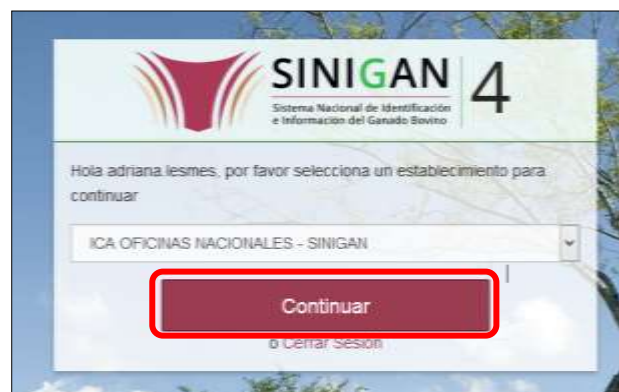 SINIGAN 4
Sistema Nacional de Identificación
e Información del Ganado Bovino
Hola adriana.lesmes, por favor selecciona un establecimiento para
continuar
ICA OFICINAS NACIONALES - SINIGAN
Continuar
o Cerrar Sesión